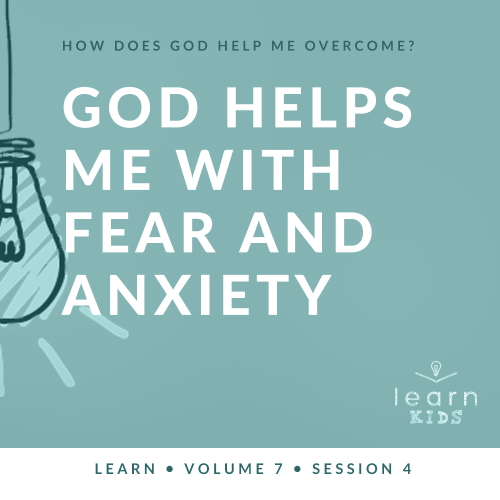 HOW DOES GOD HELP ME OVERCOME?
GOD HELPS
ME WITH
FEAR AND
ANXIETY
learn
KIDS
LEARN • VOLUME 7 • SESSION 4